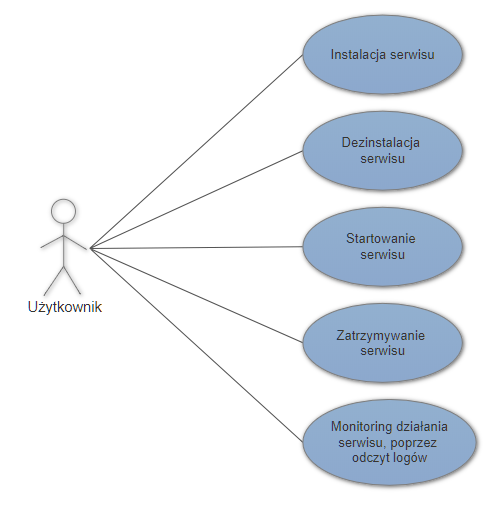 Instalacja serwisu
Dezinstalacja
serwisu
Startowanie
serwisu
Użytkownik
Zatrzymywanie
serwisu
Monitoring działania
serwisu, poprzez
odczyt logów